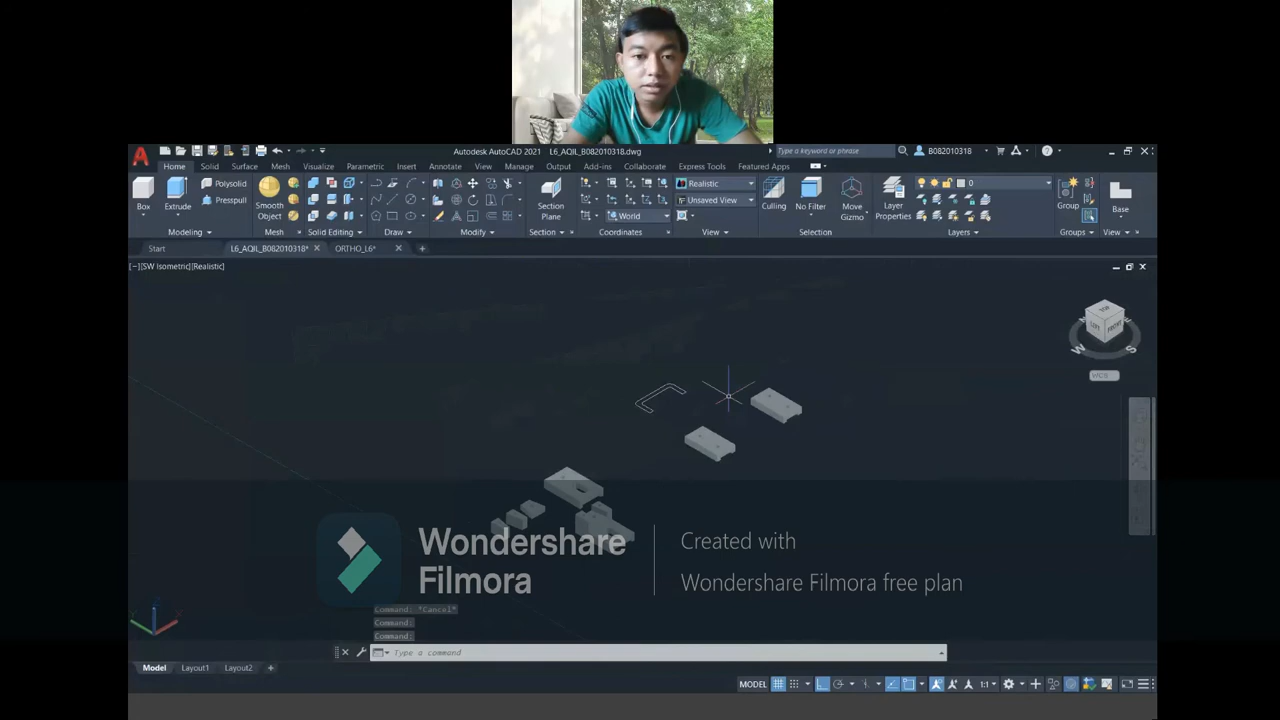 Autodesk AutoCAD 2021 L6_AQIL_B082010318.dwg
Type a keyword or phrase
B082010318
Home Solid Surface Mesh Visualize Parametric Insert Annotate View Manage Output Add-ins Collaborate Express Tools Featured Apps
Box
Extrude
Polysolid
Presspull
Smooth
Object
Section
Plane
Realistic
Unsaved View
World
Culling
No Filter
Move
Gizmo
Layer
Properties
0
Group
Base
Modeling Mesh Solid Editing Draw Modify Section Coordinates View Selection Layers Groups View
Start L6_AQIL_B082010318* ORTHO_L6*
[−][SW Isometric][Realistic]
TOP
LEFT
FRONT
W
S
WCS
Wondershare
Filmora
Created with
Wondershare Filmora free plan
Command: *Cancel*
Command:
Command:
Type a command
Model Layout1 Layout2 +
MODEL
1:1